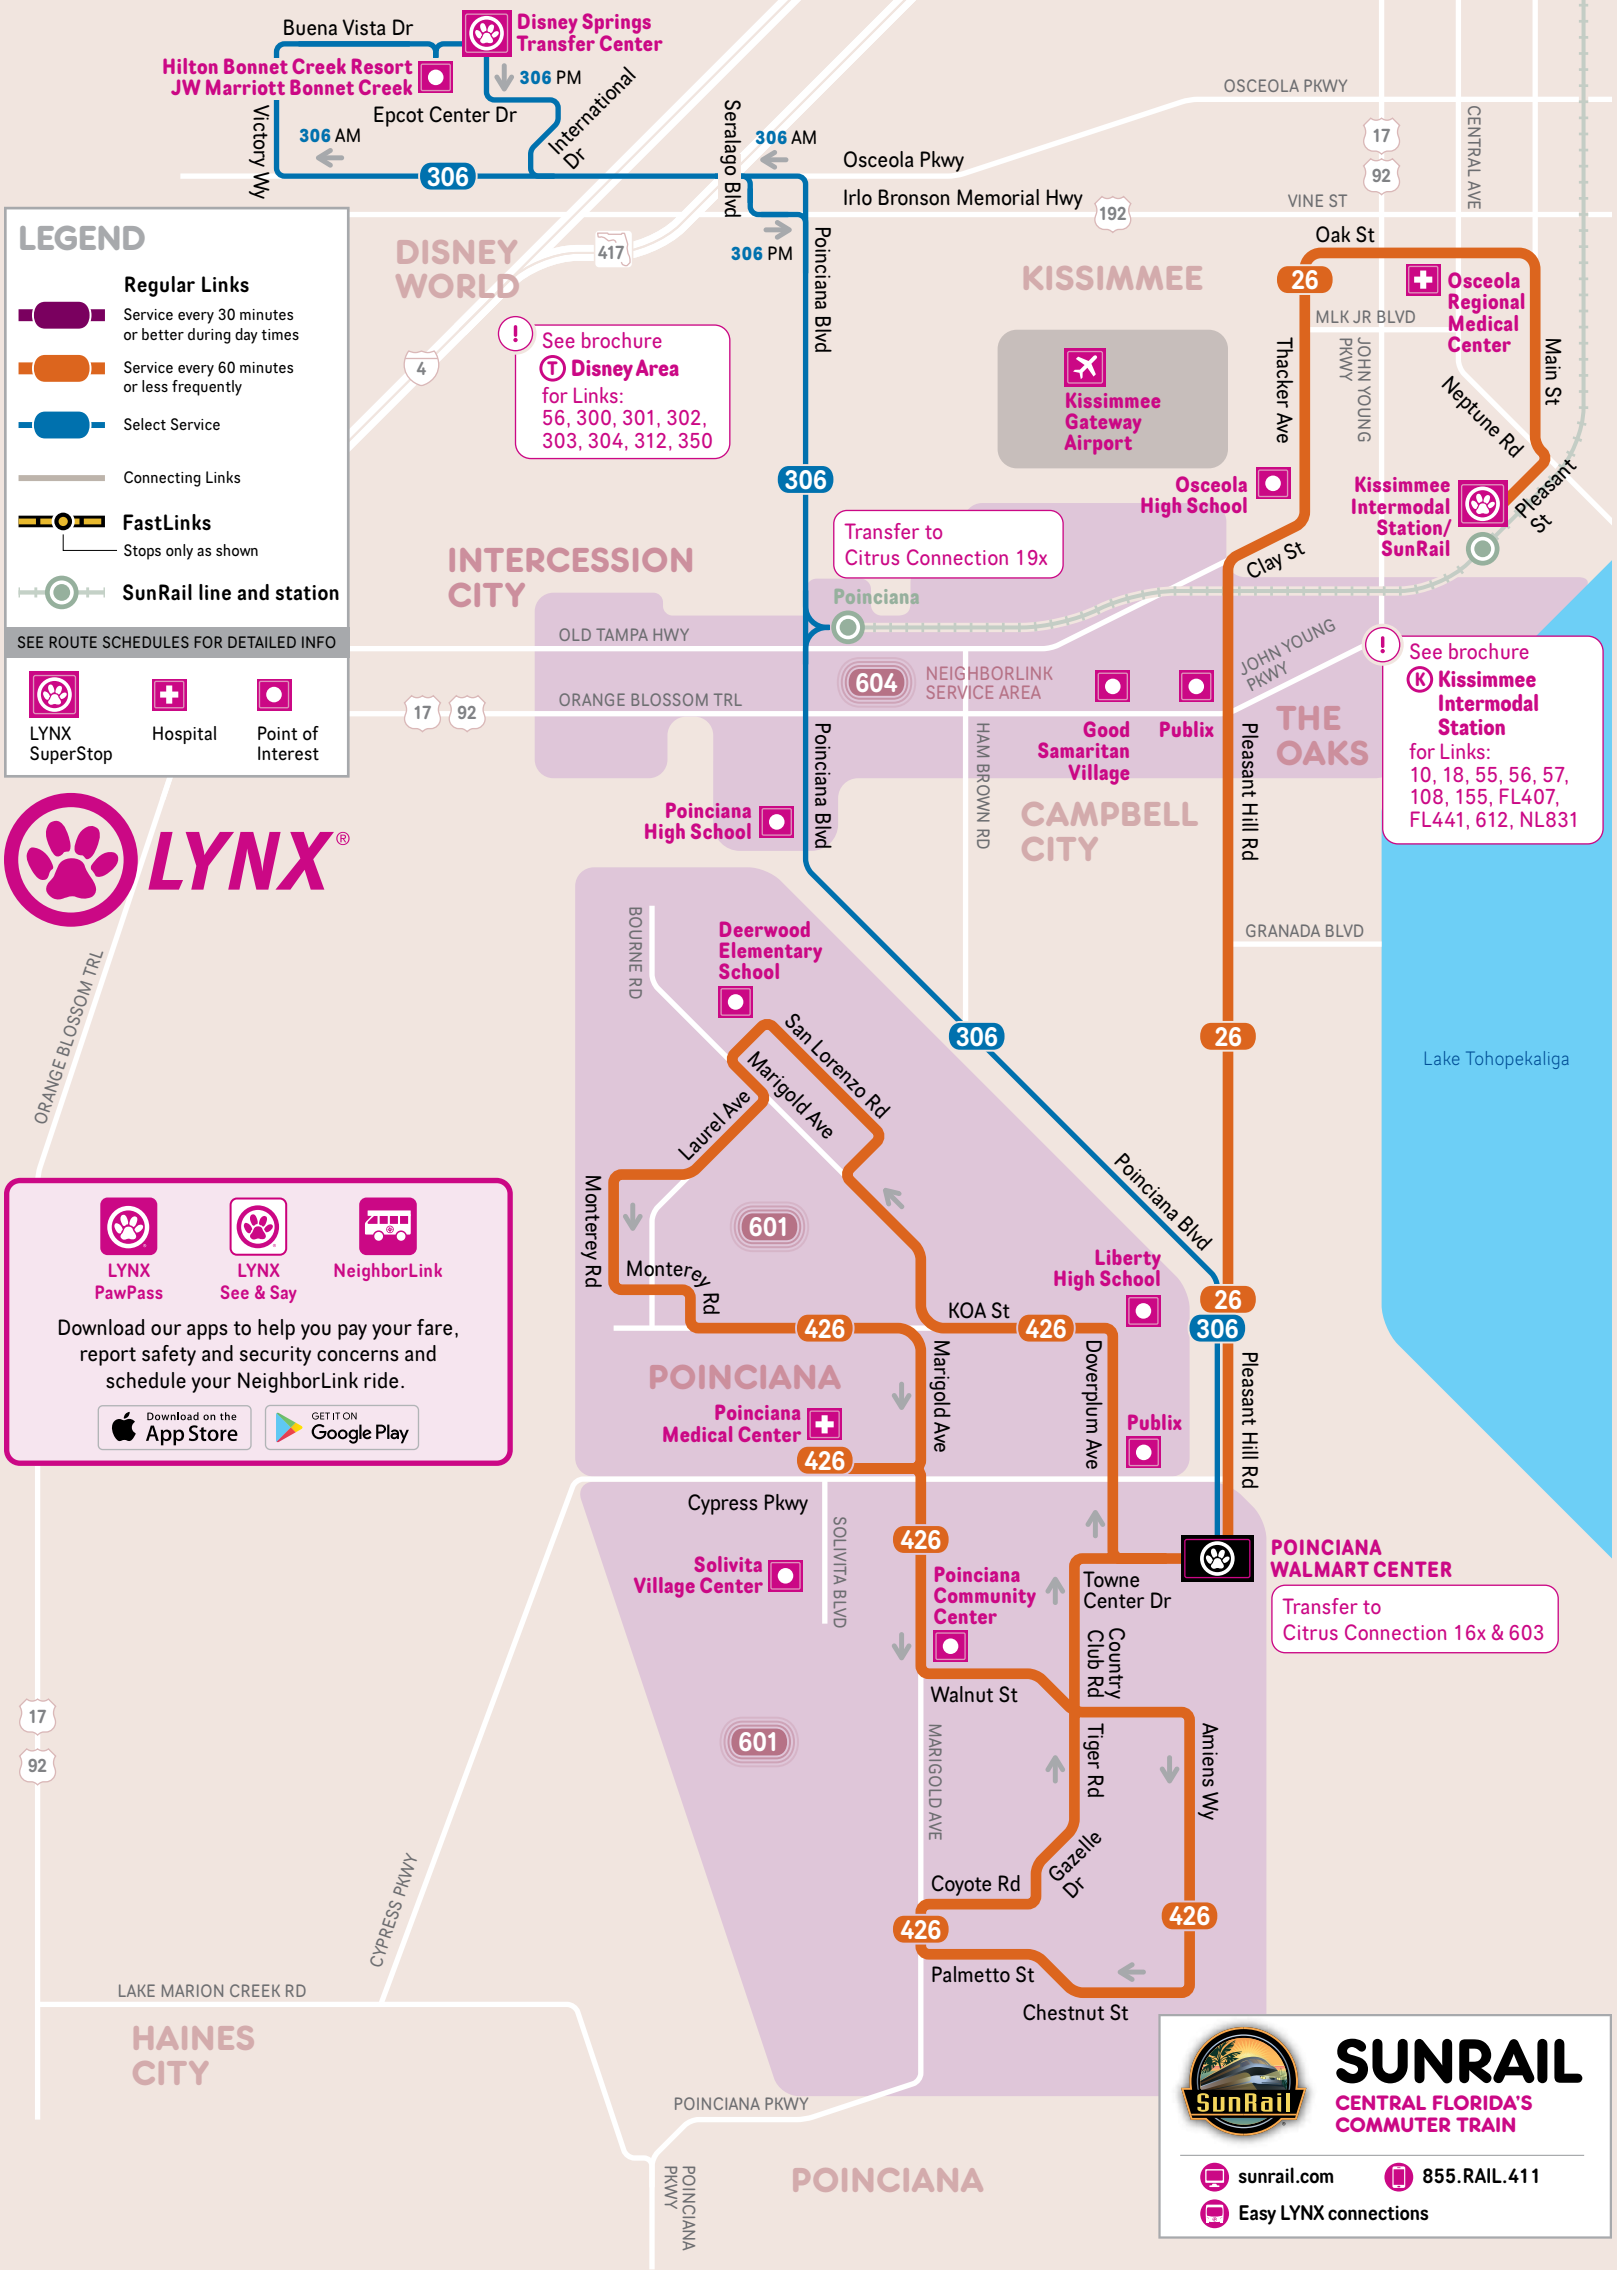 Buena Vista Dr
Disney Springs
Transfer Center
Hilton Bonnet Creek Resort
JW Marriott Bonnet Creek
306 PM
Epcot Center Dr
International
Dr
Victory Wy
306 AM
306
Seralago Blvd
306 AM
306 PM
Osceola Pkwy
Irlo Bronson Memorial Hwy
192
OSCEOLA PKWY
17
92
CENTRAL AVE
VINE ST
LEGEND
Regular Links
Service every 30 minutes
or better during day times
Service every 60 minutes
or less frequently
Select Service
Connecting Links
FastLinks
Stops only as shown
SunRail line and station
SEE ROUTE SCHEDULES FOR DETAILED INFO
LYNX
SuperStop
Hospital
Point of
Interest
DISNEY
WORLD
417
4
!
See brochure
T Disney Area
for Links:
56, 300, 301, 302,
303, 304, 312, 350
Poinciana Blvd
306
KISSIMMEE
Kissimmee
Gateway
Airport
Oak St
26
Osceola
Regional
Medical
Center
MLK JR BLVD
Thacker Ave
JOHN YOUNG
PKWY
Main St
Neptune Rd
Osceola
High School
Kissimmee
Intermodal
Station/
SunRail
Pleasant
St
Clay St
Transfer to
Citrus Connection 19x
INTERCESSION
CITY
Poinciana
OLD TAMPA HWY
604
NEIGHBORLINK
SERVICE AREA
ORANGE BLOSSOM TRL
17
92
JOHN YOUNG
PKWY
Good
Samaritan
Village
Publix
THE
OAKS
!
See brochure
K Kissimmee
Intermodal
Station
for Links:
10, 18, 55, 56, 57,
108, 155, FL407,
FL441, 612, NL831
Poinciana Blvd
HAM BROWN RD
Pleasant Hill Rd
Poinciana
High School
CAMPBELL
CITY
LYNX®
GRANADA BLVD
BOURNE RD
Deerwood
Elementary
School
ORANGE BLOSSOM TRL
306
26
Lake Tohopekaliga
San Lorenzo Rd
Marigold Ave
Laurel Ave
Monterey Rd
601
Poinciana Blvd
Monterey Rd
Liberty
High School
LYNX
PawPass
LYNX
See & Say
NeighborLink
Download our apps to help you pay your fare,
report safety and security concerns and
schedule your NeighborLink ride.
Download on the
App Store
GET IT ON
Google Play
KOA St
426
426
26
306
POINCIANA
Marigold Ave
Doverplum Ave
Pleasant Hill Rd
Poinciana
Medical Center
426
Publix
Cypress Pkwy
SOLIVITA BLVD
426
Solivita
Village Center
Poinciana
Community
Center
Towne
Center Dr
POINCIANA
WALMART CENTER
Transfer to
Citrus Connection 16x & 603
Country
Club Rd
Walnut St
17
92
601
MARIGOLD AVE
Tiger Rd
Amiens Wy
Gazelle
Dr
Coyote Rd
426
426
Palmetto St
Chestnut St
CYPRESS PKWY
LAKE MARION CREEK RD
HAINES
CITY
POINCIANA PKWY
POINCIANA
PKWY
POINCIANA
SunRail
SUNRAIL
CENTRAL FLORIDA'S
COMMUTER TRAIN
sunrail.com
855.RAIL.411
Easy LYNX connections